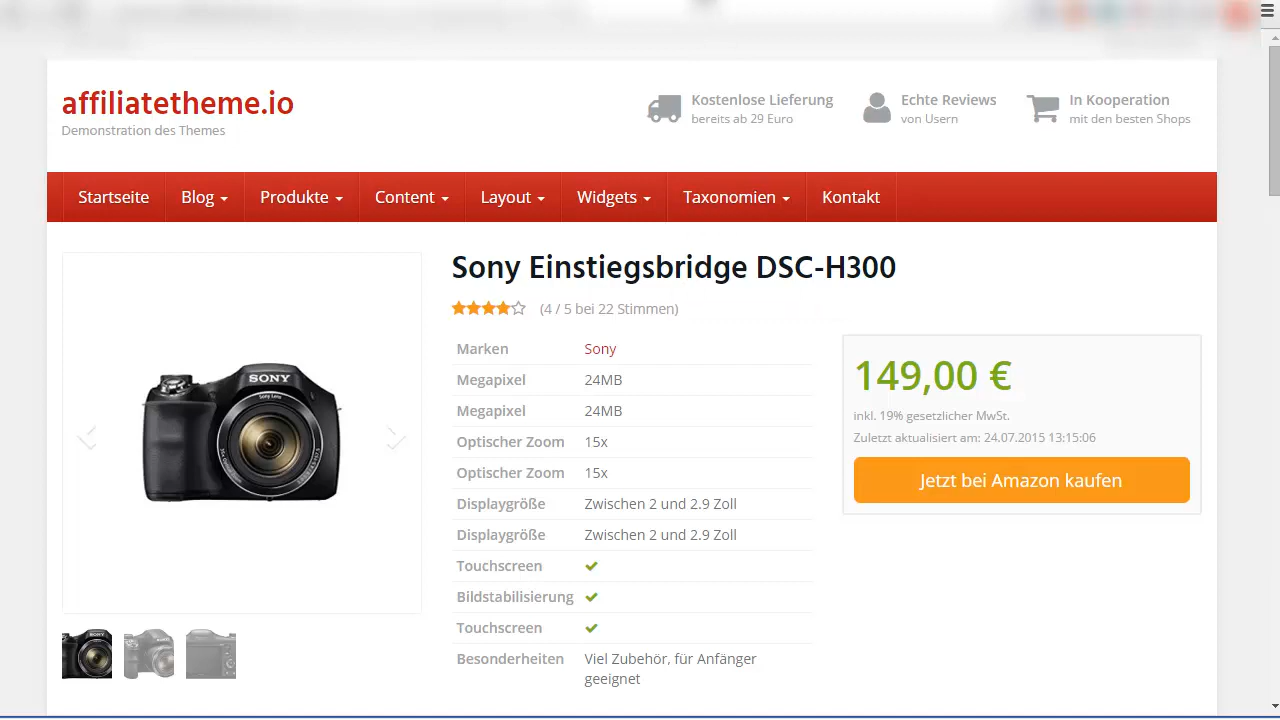 affiliatetheme.io
Demonstration des Themes
Kostenlose Lieferung
bereits ab 29 Euro
Echte Reviews
von Usern
In Kooperation
mit den besten Shops
Startseite Blog Produkte Content Layout Widgets Taxonomien Kontakt
Sony Einstiegsbridge DSC-H300
(4 / 5 bei 22 Stimmen)
SONY
Sony Lens
Marken Sony
Megapixel 24MB
Megapixel 24MB
Optischer Zoom 15x
Optischer Zoom 15x
Displaygröße Zwischen 2 und 2.9 Zoll
Displaygröße Zwischen 2 und 2.9 Zoll
Touchscreen
Bildstabilisierung
Touchscreen
Besonderheiten Viel Zubehör, für Anfänger
geeignet
149,00 €
inkl. 19% gesetzlicher MwSt.
Zuletzt aktualisiert am: 24.07.2015 13:15:06
Jetzt bei Amazon kaufen